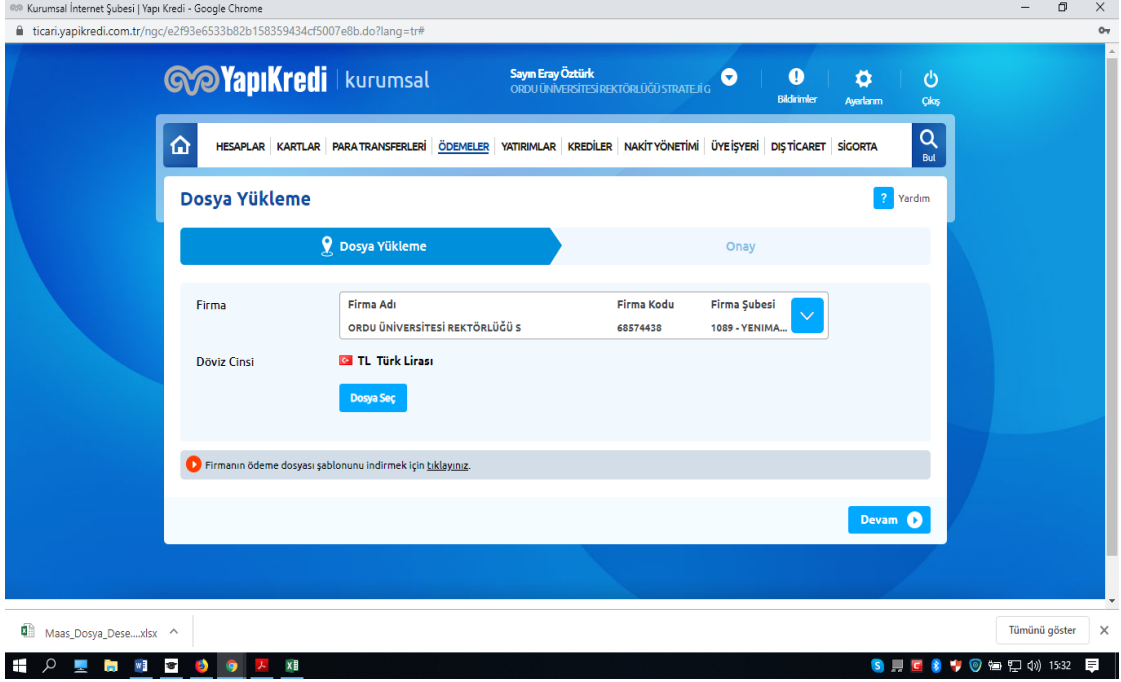 Kurumsal İnternet Şubesi | Yapı Kredi - Google Chrome
ticari.yapikredi.com.tr/ngc/e2f93e6533b82b158359434cf5007e8b.do?lang=tr#
YapıKredi | kurumsal
Sayın Eray Öztürk
ORDU ÜNİVERSİTESİ REKTÖRLÜĞÜ STRATEJİ G
Bildirimler
Ayarlarım
Çıkış
HESAPLAR KARTLAR PARA TRANSFERLERİ ÖDEMELER YATIRIMLAR KREDİLER NAKİT YÖNETİMİ ÜYE İŞYERİ DIŞ TİCARET SİGORTA
Bul
Dosya Yükleme
? Yardım
Dosya Yükleme
Onay
Firma
Firma Adı Firma Kodu Firma Şubesi
ORDU ÜNİVERSİTESİ REKTÖRLÜĞÜ S 68574438 1089 - YENIMA...
Döviz Cinsi
TL Türk Lirası
Dosya Seç
Firmanın ödeme dosyası şablonunu indirmek için tıklayınız.
Devam
Maas_Dosya_Dese....xlsx
Tümünü göster
15:32